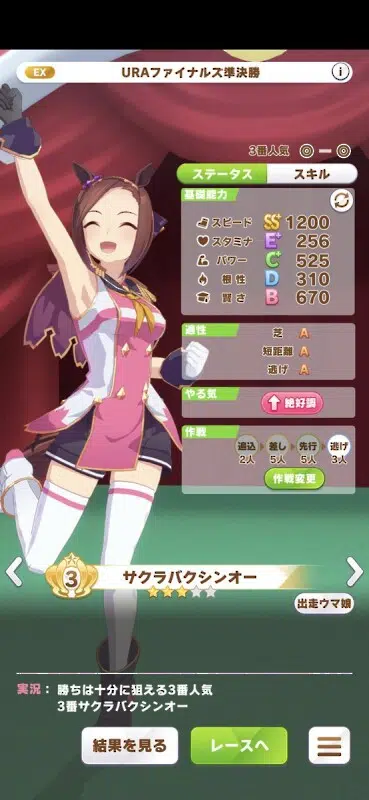 EX URAファイナルズ準決勝 i
3番人気 ◎ー◎
ステータス スキル
基礎能力
スピード SS+ 1200
スタミナ E+ 256
パワー C+ 525
根性 D 310
賢さ B 670
適性
芝 A
短距離 A
逃げ A
やる気 絶好調
作戦
追込 差し 先行 逃げ
2人 5人 5人 3人
作戦変更
3 サクラバクシンオー
出走ウマ娘
実況: 勝ちは十分に狙える3番人気
3番サクラバクシンオー
結果を見る レースへ